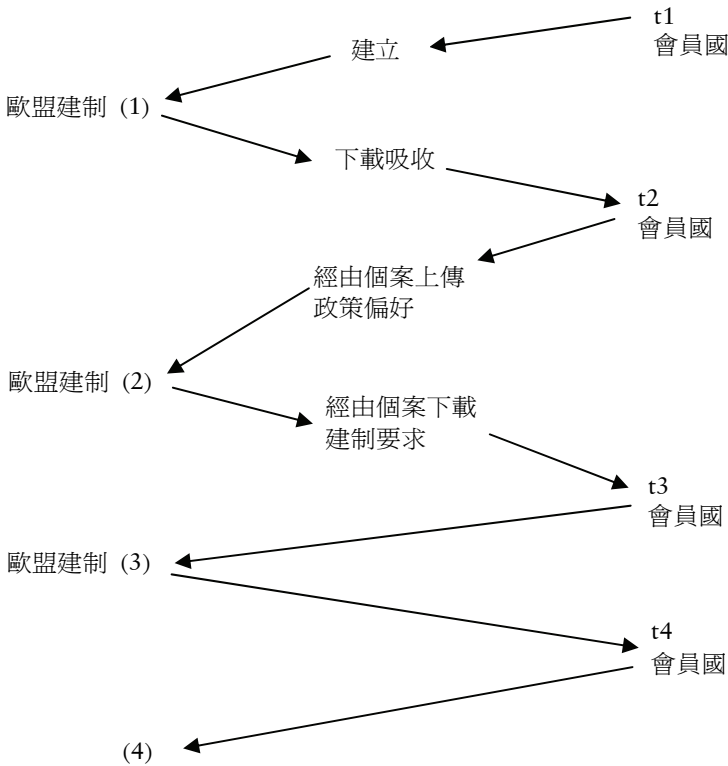 t1
會員國
建立
歐盟建制 (1)
下載吸收
t2
會員國
經由個案上傳
政策偏好
歐盟建制 (2)
經由個案下載
建制要求
t3
會員國
歐盟建制 (3)
t4
會員國
(4)